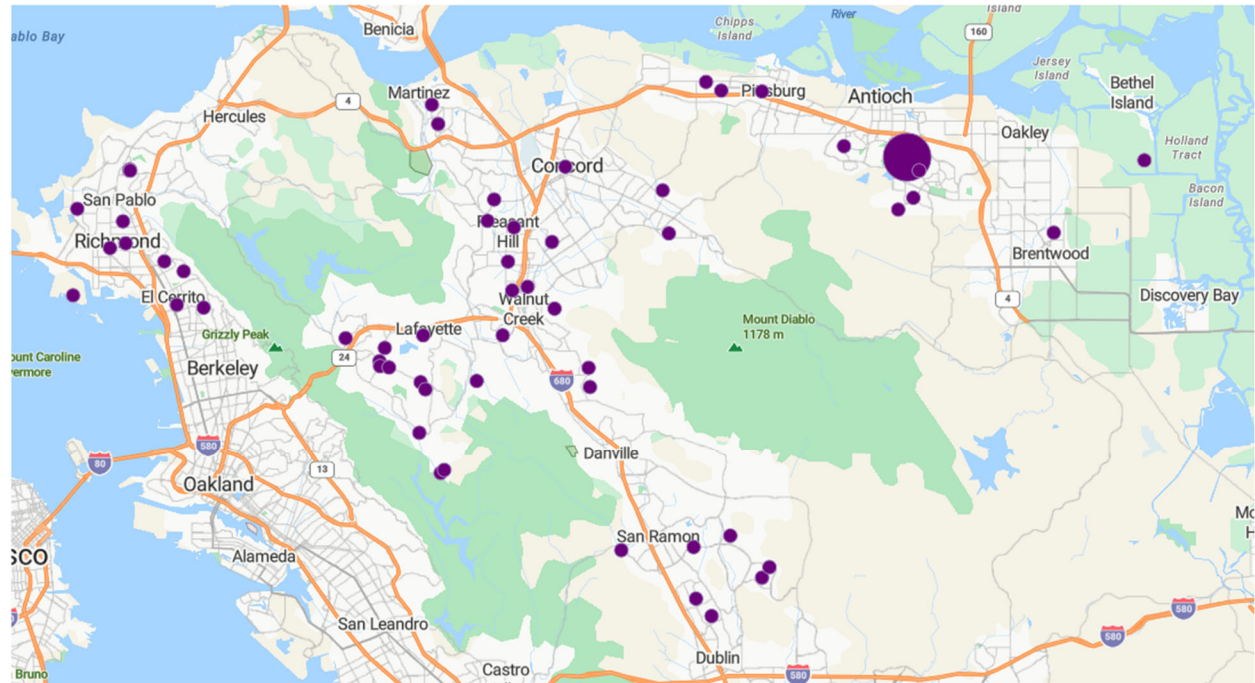 Island
River
Chipps
Island
Benicia
160
ablo Bay
Jersey
Island
Bethel
Island
Martinez
Pittsburg
Antioch
4
Hercules
Oakley
Holland
Tract
Concord
San Pablo
Bacon
Island
Pleasant
Hill
Richmond
Brentwood
El Cerrito
Walnut
Creek
4
Discovery Bay
Mount Diablo
1178 m
Lafayette
Grizzly Peak
24
ount Caroline
vermore
Berkeley
680
580
Danville
80
13
Oakland
Mo
H
San Ramon
SCO
Alameda
580
San Leandro
580
Dublin
Castro
580
Bruno